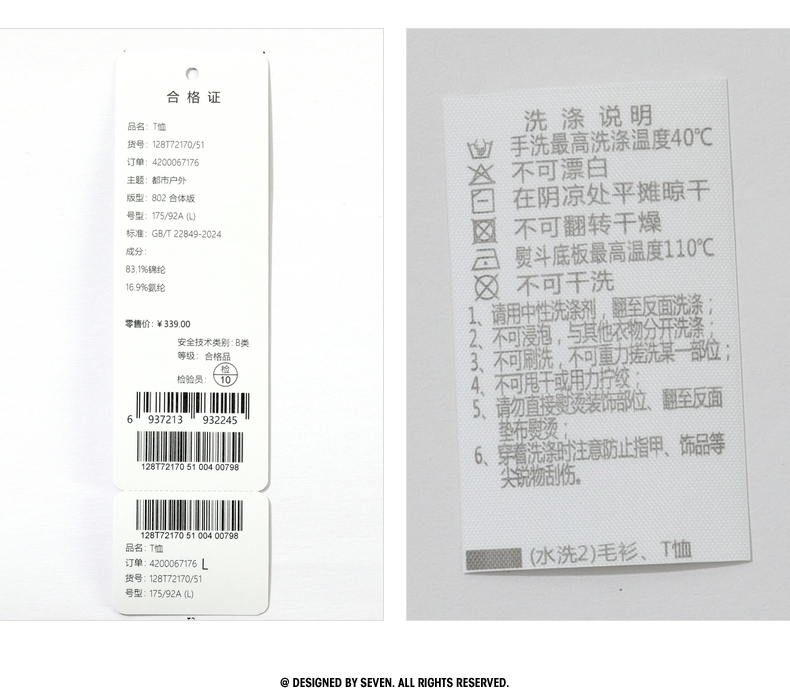 合格证
品名：T恤
货号：128T72170/51
订单：4200067176
主题：都市户外
版型：802 合体版
号型：175/92A (L)
标准：GB/T 22849-2024
成分：
83.1%锦纶
16.9%氨纶
零售价：￥339.00
安全技术类别：B类
等级：合格品
检验员：检 10
6 937213 932245
128T72170 51 004 00798
128T72170 51 004 00798
品名：T恤
订单：4200067176 L
货号：128T72170/51
号型：175/92A (L)
洗涤说明
手洗最高洗涤温度40℃
不可漂白
在阴凉处平摊晾干
不可翻转干燥
熨斗底板最高温度110℃
不可干洗
1、请用中性洗涤剂，翻至反面洗涤；
2、不可浸泡，与其他衣物分开洗涤；
3、不可刷洗，不可重力搓洗某一部位；
4、不可甩干或用力拧绞；
5、请勿直接熨烫装饰部位、翻至反面
垫布熨烫；
6、穿着洗涤时注意防止指甲、饰品等
尖锐物刮伤。
(水洗2)毛衫、T恤
@ DESIGNED BY SEVEN. ALL RIGHTS RESERVED.